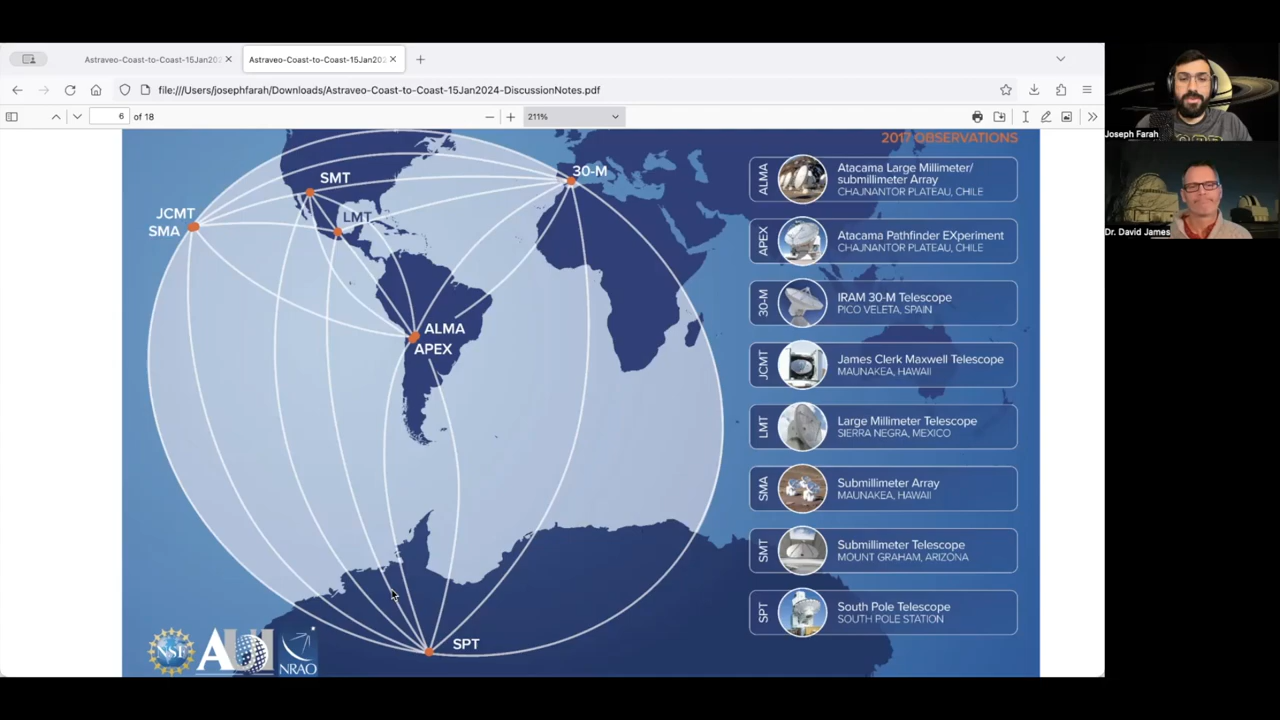 Astraveo-Coast-to-Coast-15Jan202
Astraveo-Coast-to-Coast-15Jan202
file:///Users/josephfarah/Downloads/Astraveo-Coast-to-Coast-15Jan2024-DiscussionNotes.pdf
6
of 18
211%
2017 OBSERVATIONS
SMT
30-M
JCMT
SMA
LMT
ALMA
APEX
SPT
ALMA
Atacama Large Millimeter/
submillimeter Array
CHAJNANTOR PLATEAU, CHILE
APEX
Atacama Pathfinder EXperiment
CHAJNANTOR PLATEAU, CHILE
30-M
IRAM 30-M Telescope
PICO VELETA, SPAIN
JCMT
James Clerk Maxwell Telescope
MAUNAKEA, HAWAII
LMT
Large Millimeter Telescope
SIERRA NEGRA, MEXICO
SMA
Submillimeter Array
MAUNAKEA, HAWAII
SMT
Submillimeter Telescope
MOUNT GRAHAM, ARIZONA
SPT
South Pole Telescope
SOUTH POLE STATION
NSF
AUI
NRAO
Joseph Farah
Dr. David James